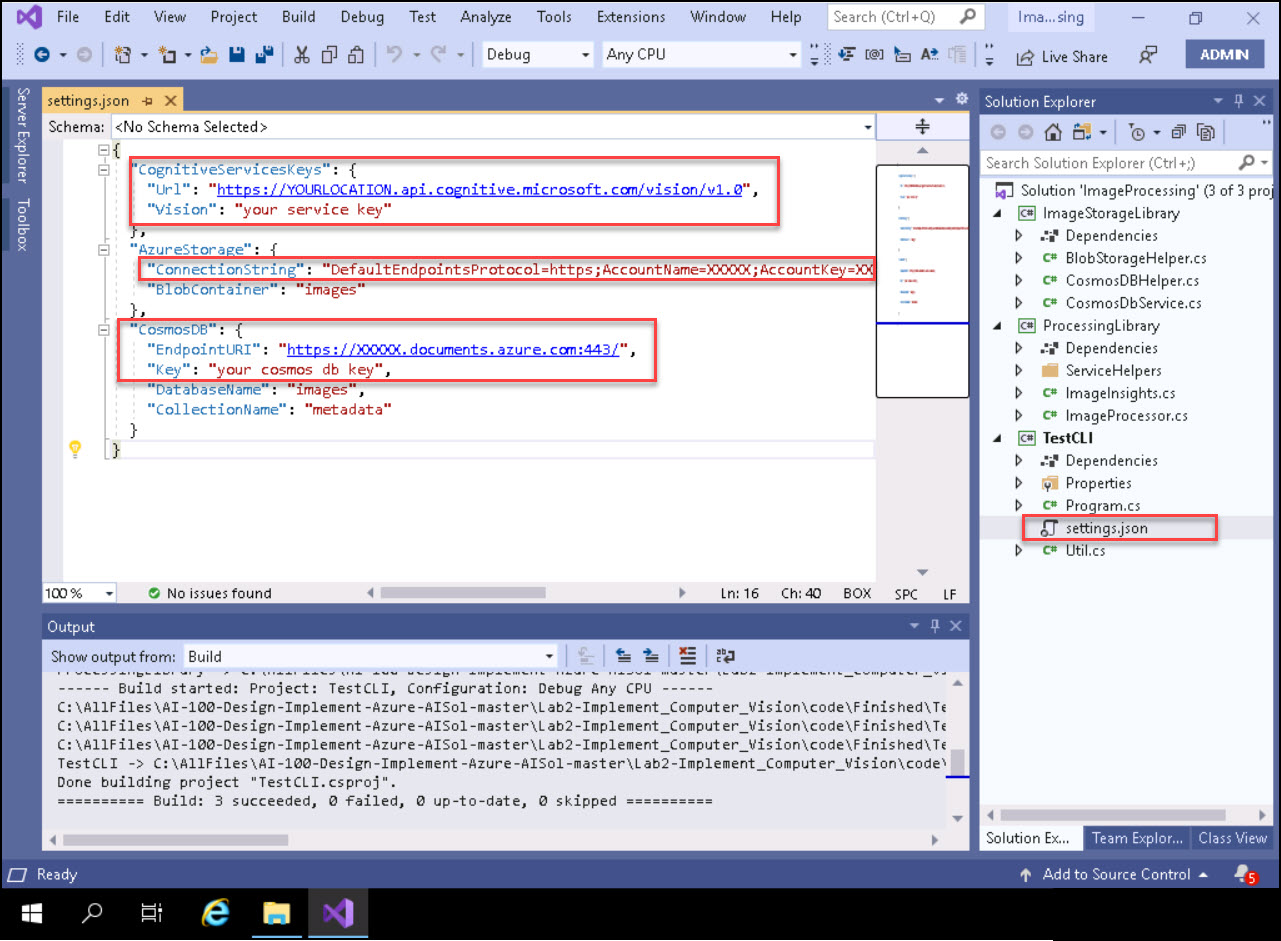 File Edit View Project Build Debug Test Analyze Tools Extensions Window Help Search (Ctrl+Q) Ima...sing
Debug Any CPU Live Share ADMIN
Server Explorer
Toolbox
settings.json
Schema: <No Schema Selected>
{
"CognitiveServicesKeys": {
"Url": "https://YOURLOCATION.api.cognitive.microsoft.com/vision/v1.0",
"Vision": "your service key"
},
"AzureStorage": {
"ConnectionString": "DefaultEndpointsProtocol=https;AccountName=XXXXX;AccountKey=XX
"BlobContainer": "images"
},
"CosmosDB": {
"EndpointURI": "https://XXXXX.documents.azure.com:443/",
"Key": "your cosmos db key",
"DatabaseName": "images",
"CollectionName": "metadata"
}
}
100 % No issues found Ln: 16 Ch: 40 BOX SPC LF
Output
Show output from: Build
------ Build started: Project: TestCLI, Configuration: Debug Any CPU ------
C:\AllFiles\AI-100-Design-Implement-Azure-AISol-master\Lab2-Implement_Computer_Vision\code\Finished\Te
C:\AllFiles\AI-100-Design-Implement-Azure-AISol-master\Lab2-Implement_Computer_Vision\code\Finished\Te
C:\AllFiles\AI-100-Design-Implement-Azure-AISol-master\Lab2-Implement_Computer_Vision\code\Finished\Te
TestCLI -> C:\AllFiles\AI-100-Design-Implement-Azure-AISol-master\Lab2-Implement_Computer_Vision\code\
Done building project "TestCLI.csproj".
========== Build: 3 succeeded, 0 failed, 0 up-to-date, 0 skipped ==========
Solution Explorer
Search Solution Explorer (Ctrl+;)
Solution 'ImageProcessing' (3 of 3 proj
C# ImageStorageLibrary
Dependencies
C# BlobStorageHelper.cs
C# CosmosDBHelper.cs
C# CosmosDbService.cs
C# ProcessingLibrary
Dependencies
ServiceHelpers
C# ImageInsights.cs
C# ImageProcessor.cs
C# TestCLI
Dependencies
Properties
C# Program.cs
settings.json
C# Util.cs
Solution Ex... Team Explor... Class View
Ready Add to Source Control 5